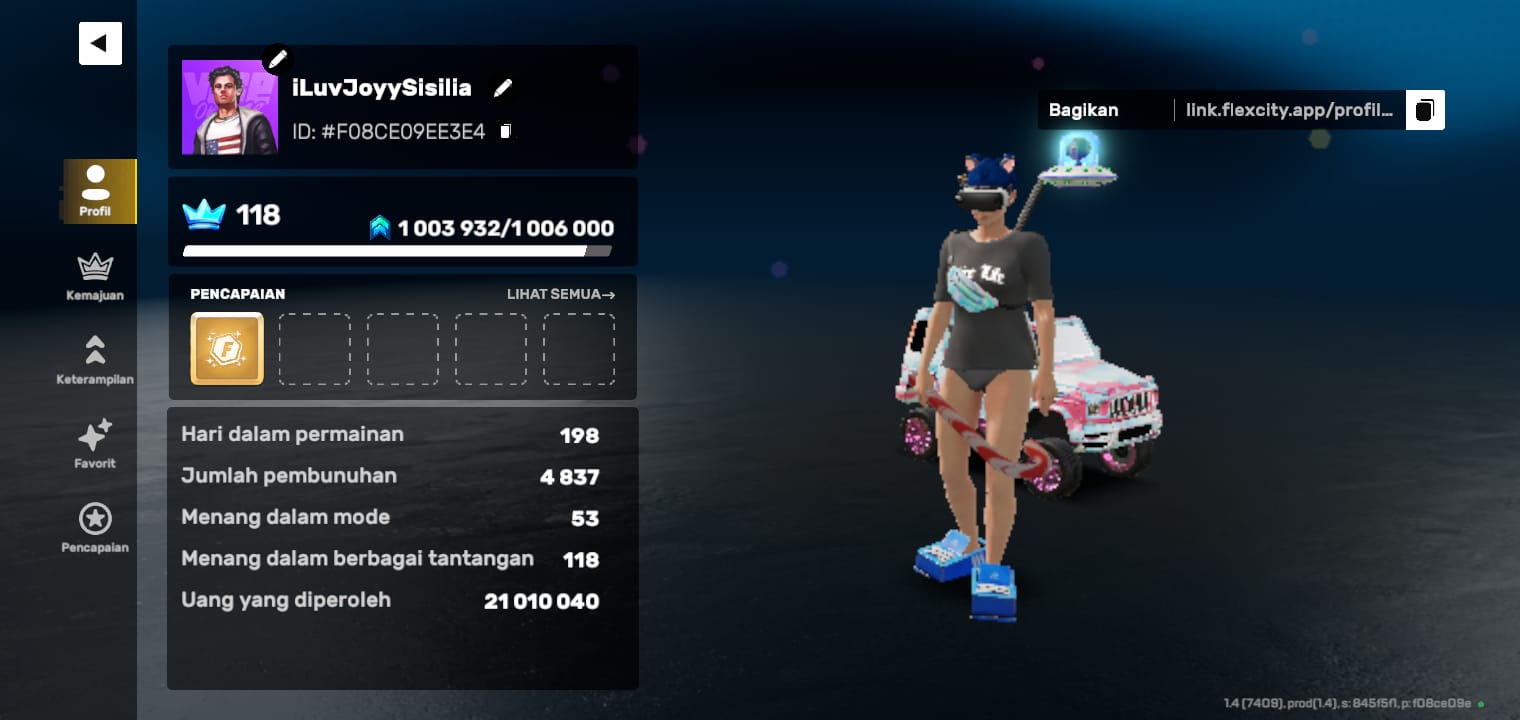 iLuvJoyySisilia
ID: #F08CE09EE3E4
Bagikan
link.flexcity.app/profil...
118
1 003 932/1 006 000
Profil
Kemajuan
Keterampilan
Favorit
Pencapaian
PENCAPAIAN
LIHAT SEMUA→
F
Hari dalam permainan 198
Jumlah pembunuhan 4 837
Menang dalam mode 53
Menang dalam berbagai tantangan 118
Uang yang diperoleh 21 010 040
1.4 (7409), prod(1.4), s: 845f5f1, p: f08ce09e